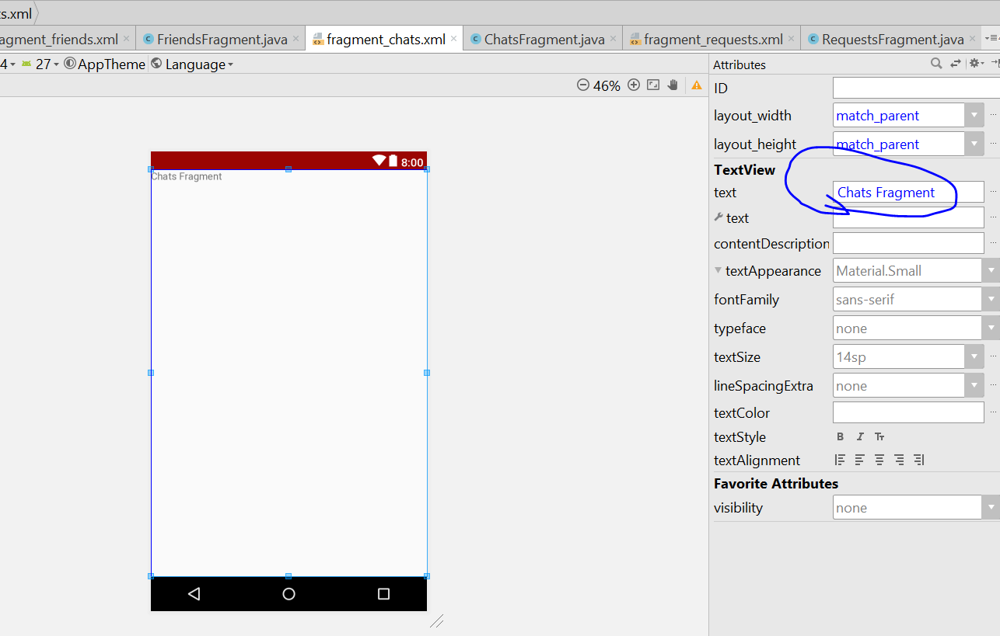 ts.xml
agment_friends.xml FriendsFragment.java fragment_chats.xml ChatsFragment.java fragment_requests.xml RequestsFragment.java
4 27 AppTheme Language
Attributes
46%
ID
layout_width match_parent
layout_height match_parent
TextView
text Chats Fragment
text
contentDescription
textAppearance Material.Small
fontFamily sans-serif
typeface none
textSize 14sp
lineSpacingExtra none
textColor
textStyle B I Tт
textAlignment
Favorite Attributes
visibility none
8:00
Chats Fragment